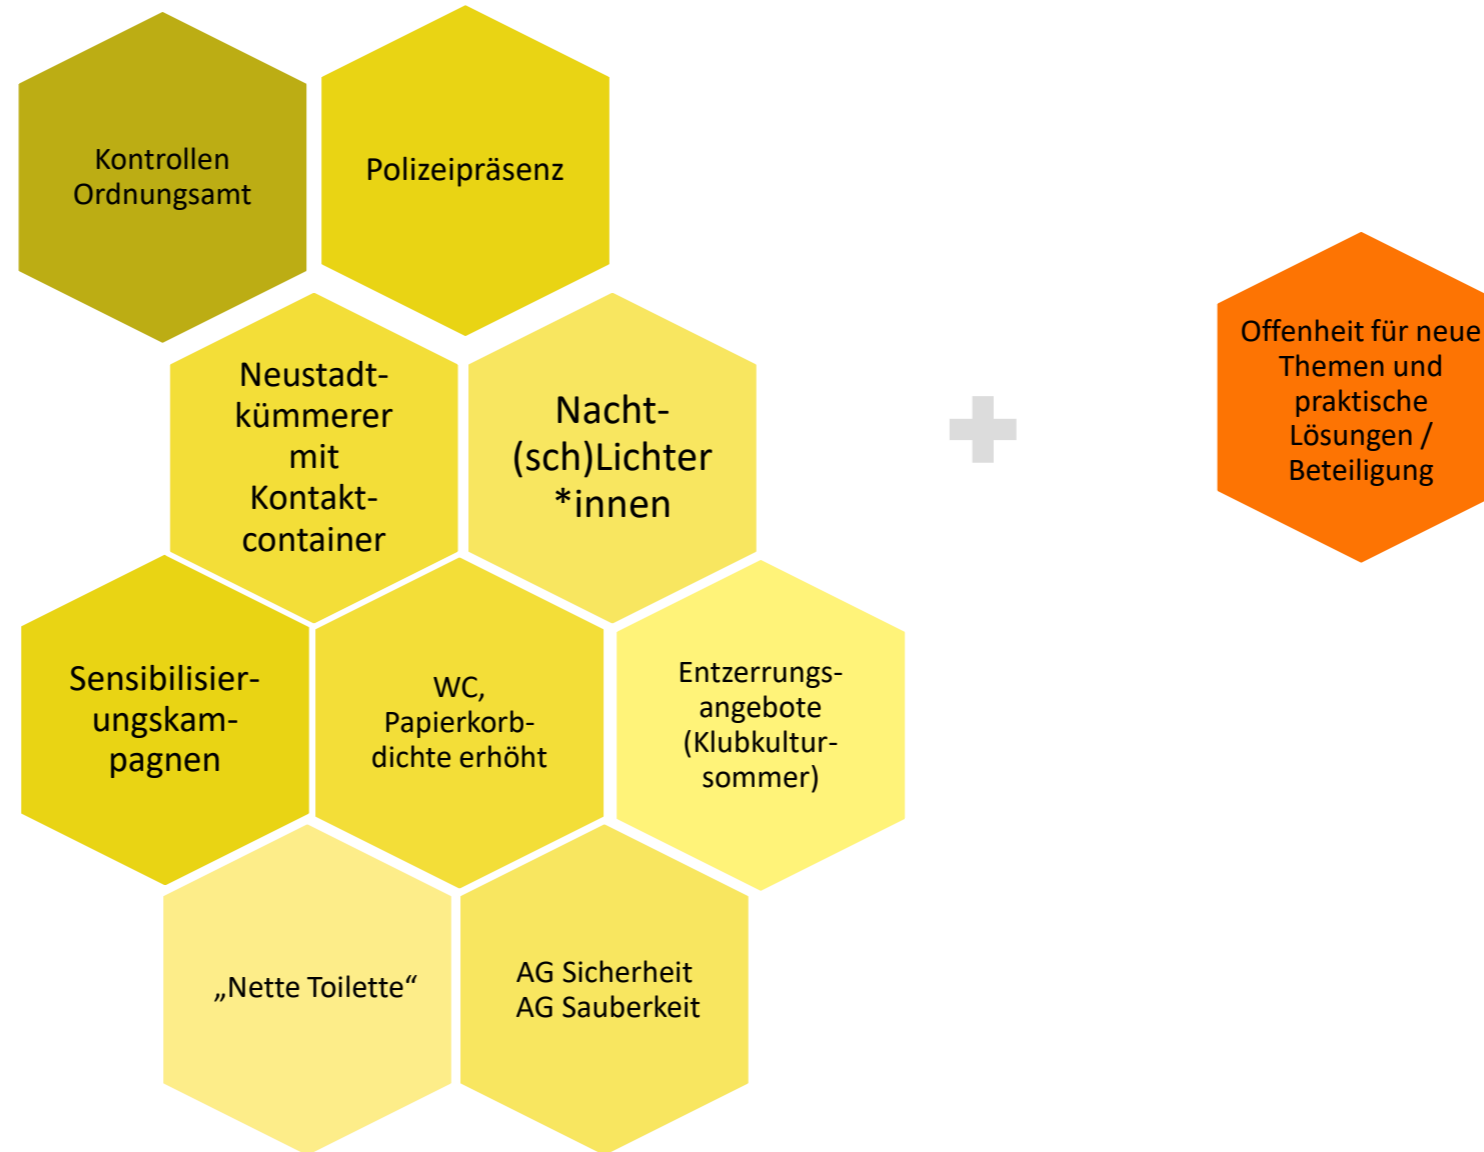 Kontrollen
Ordnungsamt
Polizeipräsenz
Neustadt-
kümmerer
mit
Kontakt-
container
Nacht-
(sch)Lichter
*innen
Sensibilisier-
ungskam-
pagnen
WC,
Papierkorb-
dichte erhöht
Entzerrungs-
angebote
(Klubkultur-
sommer)
„Nette Toilette“
AG Sicherheit
AG Sauberkeit
Offenheit für neue
Themen und
praktische
Lösungen /
Beteiligung